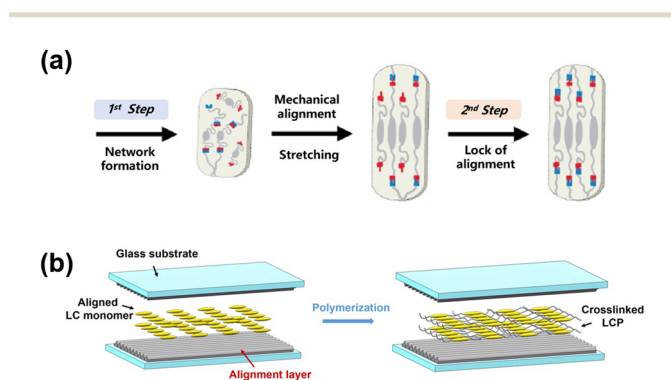 (a)
1st Step
Network
formation
Mechanical
alignment
Stretching
2nd Step
Lock of
alignment
(b)
Glass substrate
Aligned
LC monomer
Alignment layer
Polymerization
Crosslinked
LCP